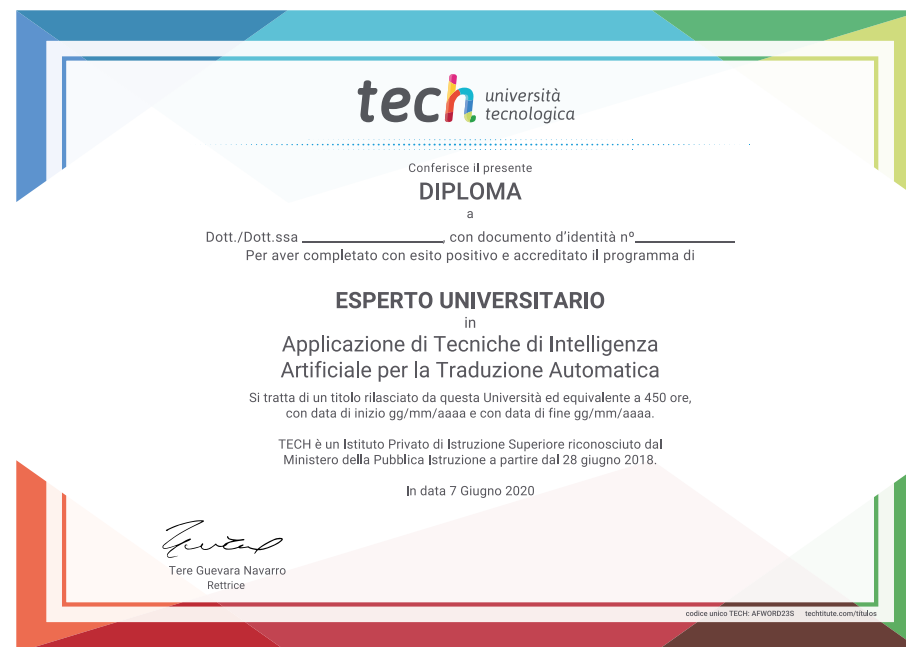 tech università
tecnologica
Conferisce il presente
DIPLOMA
a
Dott./Dott.ssa ____________________, con documento d'identità nº______________
Per aver completato con esito positivo e accreditato il programma di
ESPERTO UNIVERSITARIO
in
Applicazione di Tecniche di Intelligenza
Artificiale per la Traduzione Automatica
Si tratta di un titolo rilasciato da questa Università ed equivalente a 450 ore,
con data di inizio gg/mm/aaaa e con data di fine gg/mm/aaaa.
TECH è un Istituto Privato di Istruzione Superiore riconosciuto dal
Ministero della Pubblica Istruzione a partire dal 28 giugno 2018.
In data 7 Giugno 2020
Tere Guevara Navarro
Rettrice
codice unico TECH: AFWORD23S techtitute.com/titulos